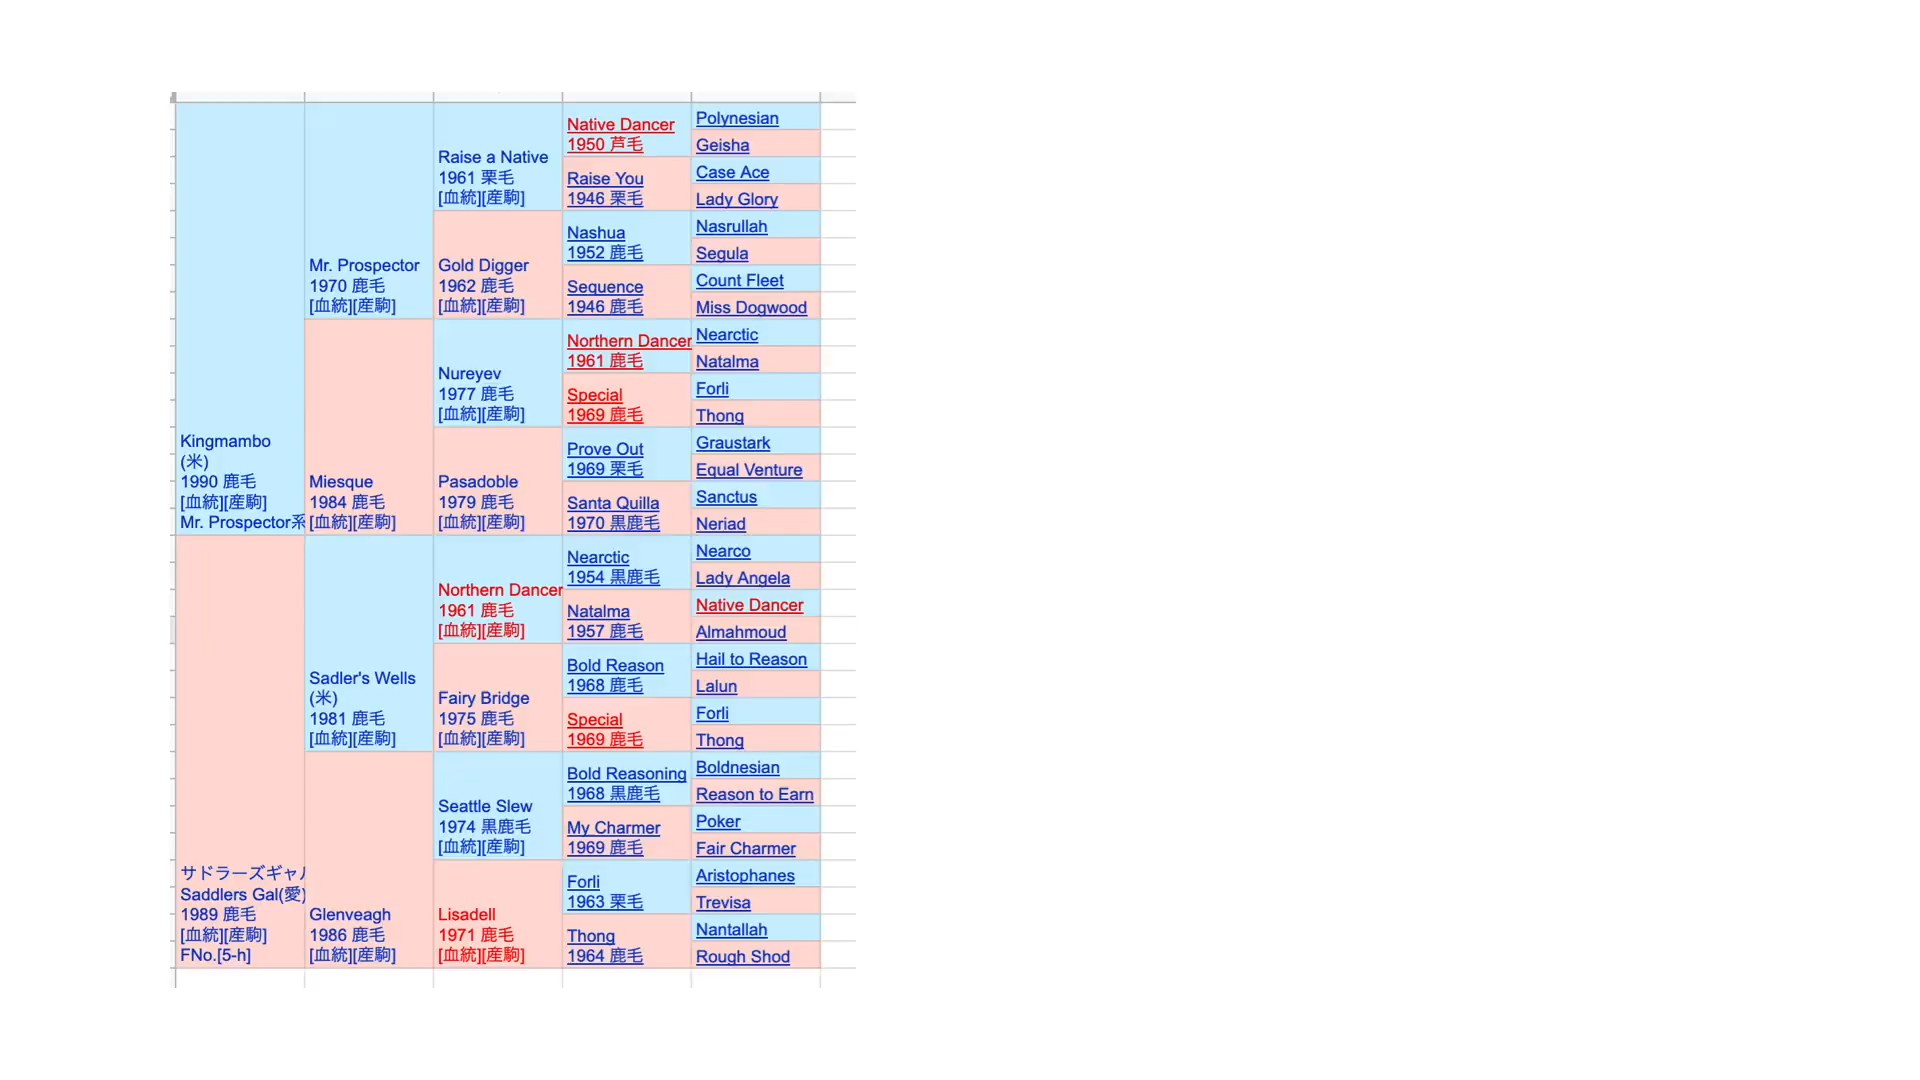 Kingmambo
(米)
1990 鹿毛
[血統][産駒]
Mr. Prospector系
サドラーズギャル
Saddlers Gal(愛)
1989 鹿毛
[血統][産駒]
FNo.[5-h]
Mr. Prospector
1970 鹿毛
[血統][産駒]
Miesque
1984 鹿毛
[血統][産駒]
Sadler's Wells
(米)
1981 鹿毛
[血統][産駒]
Glenveagh
1986 鹿毛
[血統][産駒]
Raise a Native
1961 栗毛
[血統][産駒]
Gold Digger
1962 鹿毛
[血統][産駒]
Nureyev
1977 鹿毛
[血統][産駒]
Pasadoble
1979 鹿毛
[血統][産駒]
Northern Dancer
1961 鹿毛
[血統][産駒]
Fairy Bridge
1975 鹿毛
[血統][産駒]
Seattle Slew
1974 黒鹿毛
[血統][産駒]
Lisadell
1971 鹿毛
[血統][産駒]
Native Dancer
1950 芦毛
Raise You
1946 栗毛
Nashua
1952 鹿毛
Sequence
1946 鹿毛
Northern Dancer
1961 鹿毛
Special
1969 鹿毛
Prove Out
1969 栗毛
Santa Quilla
1970 黒鹿毛
Nearctic
1954 黒鹿毛
Natalma
1957 鹿毛
Bold Reason
1968 鹿毛
Special
1969 鹿毛
Bold Reasoning
1968 黒鹿毛
My Charmer
1969 鹿毛
Forli
1963 栗毛
Thong
1964 鹿毛
Polynesian
Geisha
Case Ace
Lady Glory
Nasrullah
Segula
Count Fleet
Miss Dogwood
Nearctic
Natalma
Forli
Thong
Graustark
Equal Venture
Sanctus
Neriad
Nearco
Lady Angela
Native Dancer
Almahmoud
Hail to Reason
Lalun
Forli
Thong
Boldnesian
Reason to Earn
Poker
Fair Charmer
Aristophanes
Trevisa
Nantallah
Rough Shod